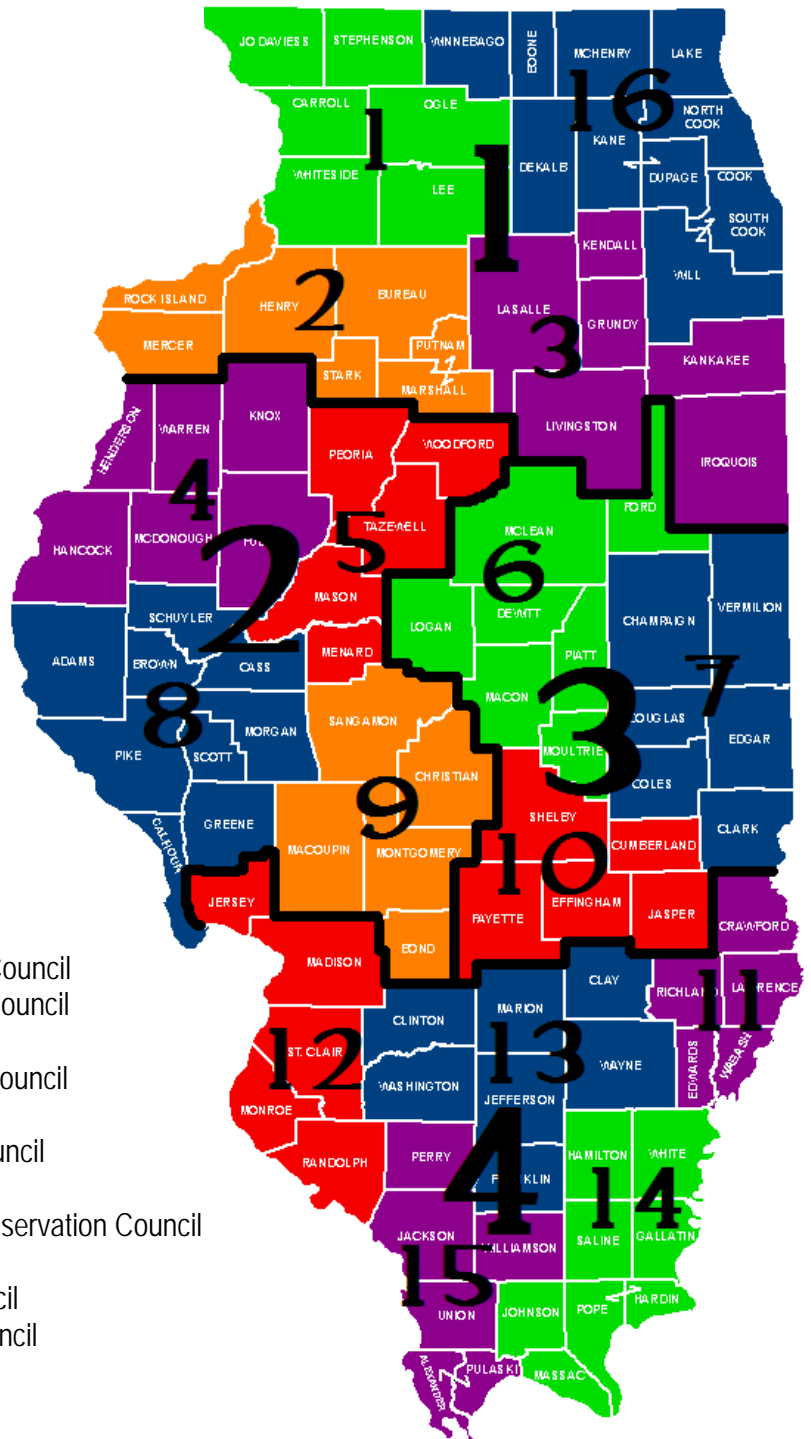 JO DAVIESS STEPHENSON WINNEBAGO BOONE MCHENRY LAKE
CARROLL OGLE 16 NORTH COOK
1 1 DEKALB KANE DUPAGE COOK
WHITESIDE LEE SOUTH COOK
KENDALL WILL
ROCK ISLAND HENRY 2 BUREAU LASALLE 3 GRUNDY
MERCER PUTNAM KANKAKEE
STARK MARSHALL
HENDERSON WARREN KNOX PEORIA WOODFORD LIVINGSTON IROQUOIS
4 FORD
HANCOCK MCDONOUGH 2 5 TAZEWELL MCLEAN 6
MASON
SCHUYLER LOGAN DEWITT CHAMPAIGN VERMILION
ADAMS BROWN CASS MENARD PIATT
8 MACON 3 7
PIKE SCOTT MORGAN SANGAMON MOULTRIE EDGAR
CHRISTIAN COLES
CALHOUN GREENE 9 SHELBY CLARK
MACOUPIN MONTGOMERY 10 CUMBERLAND
JERSEY FAYETTE EFFINGHAM JASPER CRAWFORD
MADISON BOND
CLAY RICHLAND 11 LAWRENCE
CLINTON MARION
12 ST. CLAIR 13 WAYNE EDWARDS WABASH
WASHINGTON JEFFERSON
MONROE 4
RANDOLPH PERRY HAMILTON WHITE
14
JACKSON WILLIAMSON SALINE GALLATIN
15
UNION JOHNSON POPE HARDIN
ALEXANDER PULASKI MASSAC
Council
Council
Council
uncil
servation Council
cil
ncil